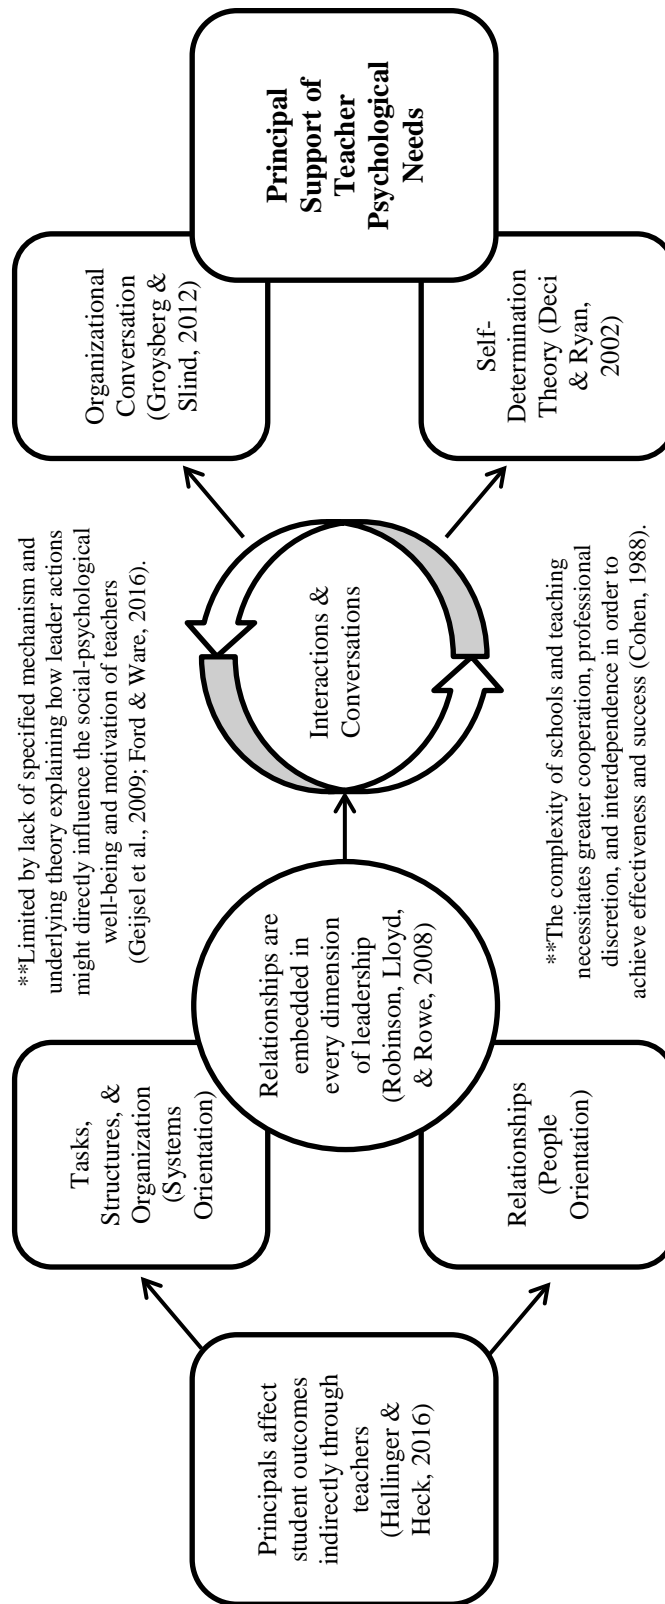 Principals affect
student outcomes
indirectly through
teachers
(Hallinger &
Heck, 2016)
Tasks,
Structures, &
Organization
(Systems
Orientation)
Relationships
(People
Orientation)
Relationships are
embedded in
every dimension
of leadership
(Robinson, Lloyd,
& Rowe, 2008)
**Limited by lack of specified mechanism and
underlying theory explaining how leader actions
might directly influence the social-psychological
well-being and motivation of teachers
(Geijsel et al., 2009; Ford & Ware, 2016).
Interactions &
Conversations
**The complexity of schools and teaching
necessitates greater cooperation, professional
discretion, and interdependence in order to
achieve effectiveness and success (Cohen, 1988).
Organizational
Conversation
(Groysberg &
Slind, 2012)
Self-
Determination
Theory (Deci
& Ryan,
2002)
Principal
Support of
Teacher
Psychological
Needs